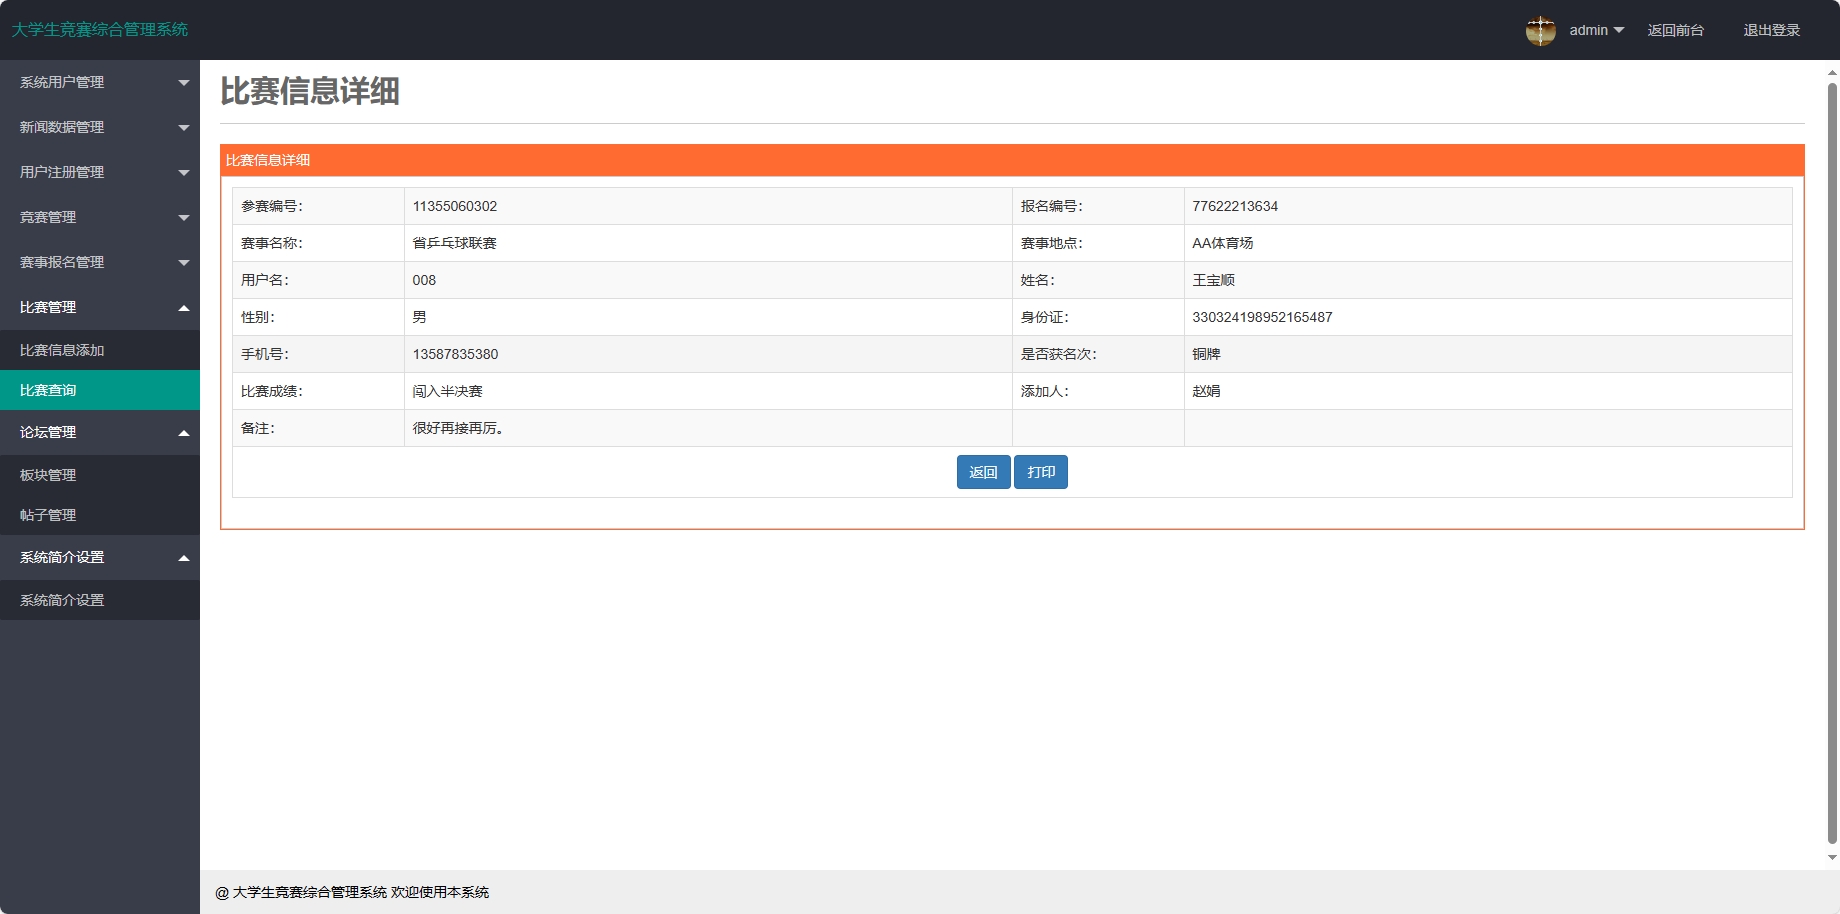 大学生竞赛综合管理系统
admin 返回前台 退出登录
系统用户管理
新闻数据管理
用户注册管理
竞赛管理
赛事报名管理
比赛管理
比赛信息添加
比赛查询
论坛管理
板块管理
帖子管理
系统简介设置
系统简介设置
比赛信息详细
比赛信息详细
参赛编号: 11355060302 报名编号: 77622213634
赛事名称: 省乒乓球联赛 赛事地点: AA体育场
用户名: 008 姓名: 王宝顺
性别: 男 身份证: 330324198952165487
手机号: 13587835380 是否获名次: 铜牌
比赛成绩: 闯入半决赛 添加人: 赵娟
备注: 很好再接再厉。
返回 打印
@ 大学生竞赛综合管理系统 欢迎使用本系统